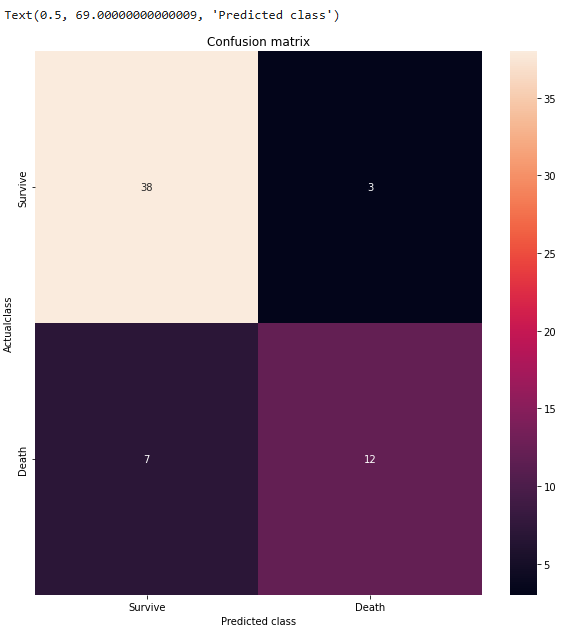 Text(0.5, 69.00000000000009, 'Predicted class')
Confusion matrix
Survive
Death
Actualclass
38
3
7
12
Survive
Death
Predicted class
35
30
25
20
15
10
5